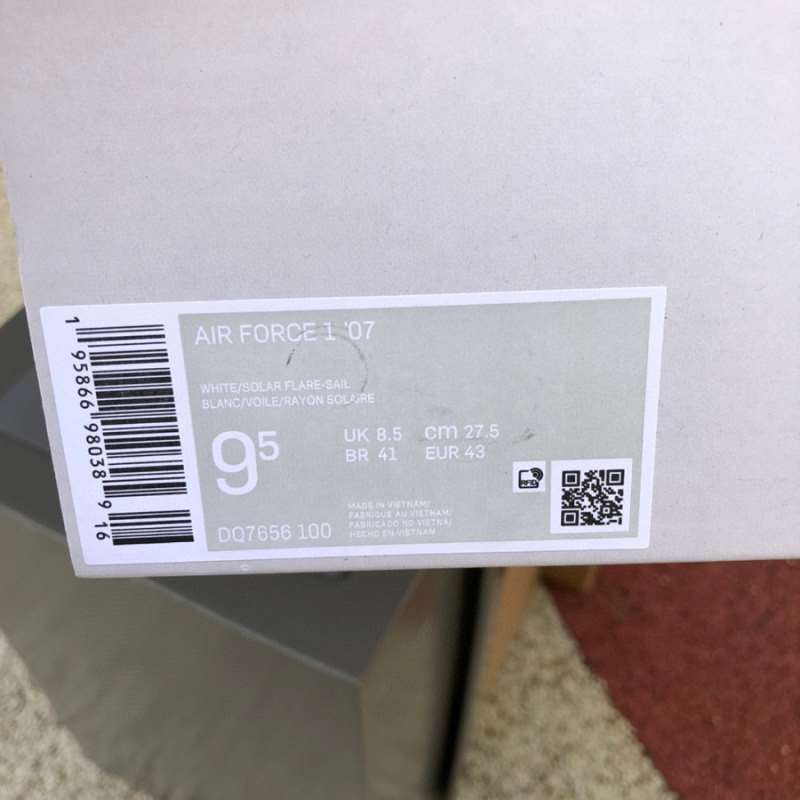 AIR FORCE 1 '07
WHITE/SOLAR FLARE-SAIL
BLANC/VOILE/RAYON SOLAIRE
9⁵
UK 8.5 cm 27.5
BR 41 EUR 43
DQ7656 100
MADE IN VIETNAM/
FABRIQUE AU VIETNAM/
FABRICADO NO VIETNÃ/
HECHO EN VIETNAM
RFID
1 95866 98038 9 16